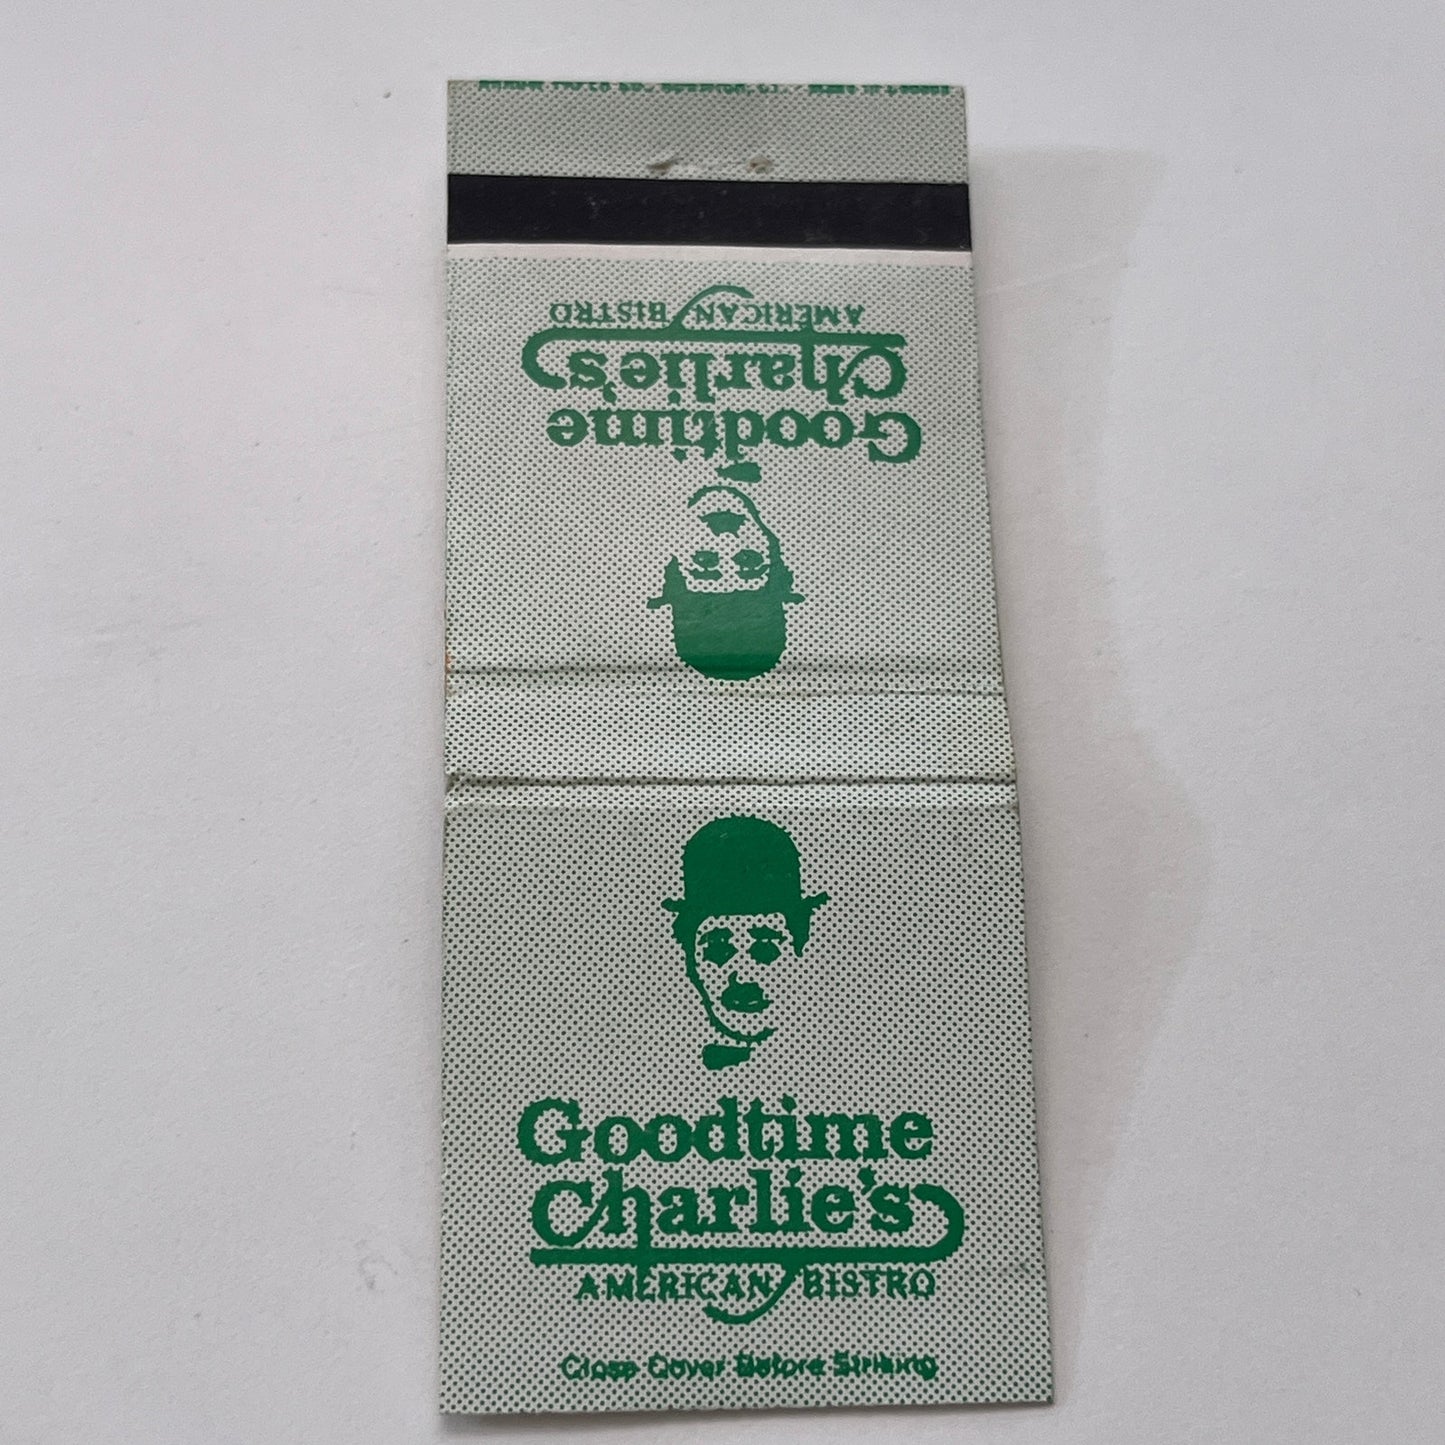 AMERICAN BISTRO
Charlie's
Goodtime
Goodtime
Charlie's
AMERICAN BISTRO
Close Cover Before Striking